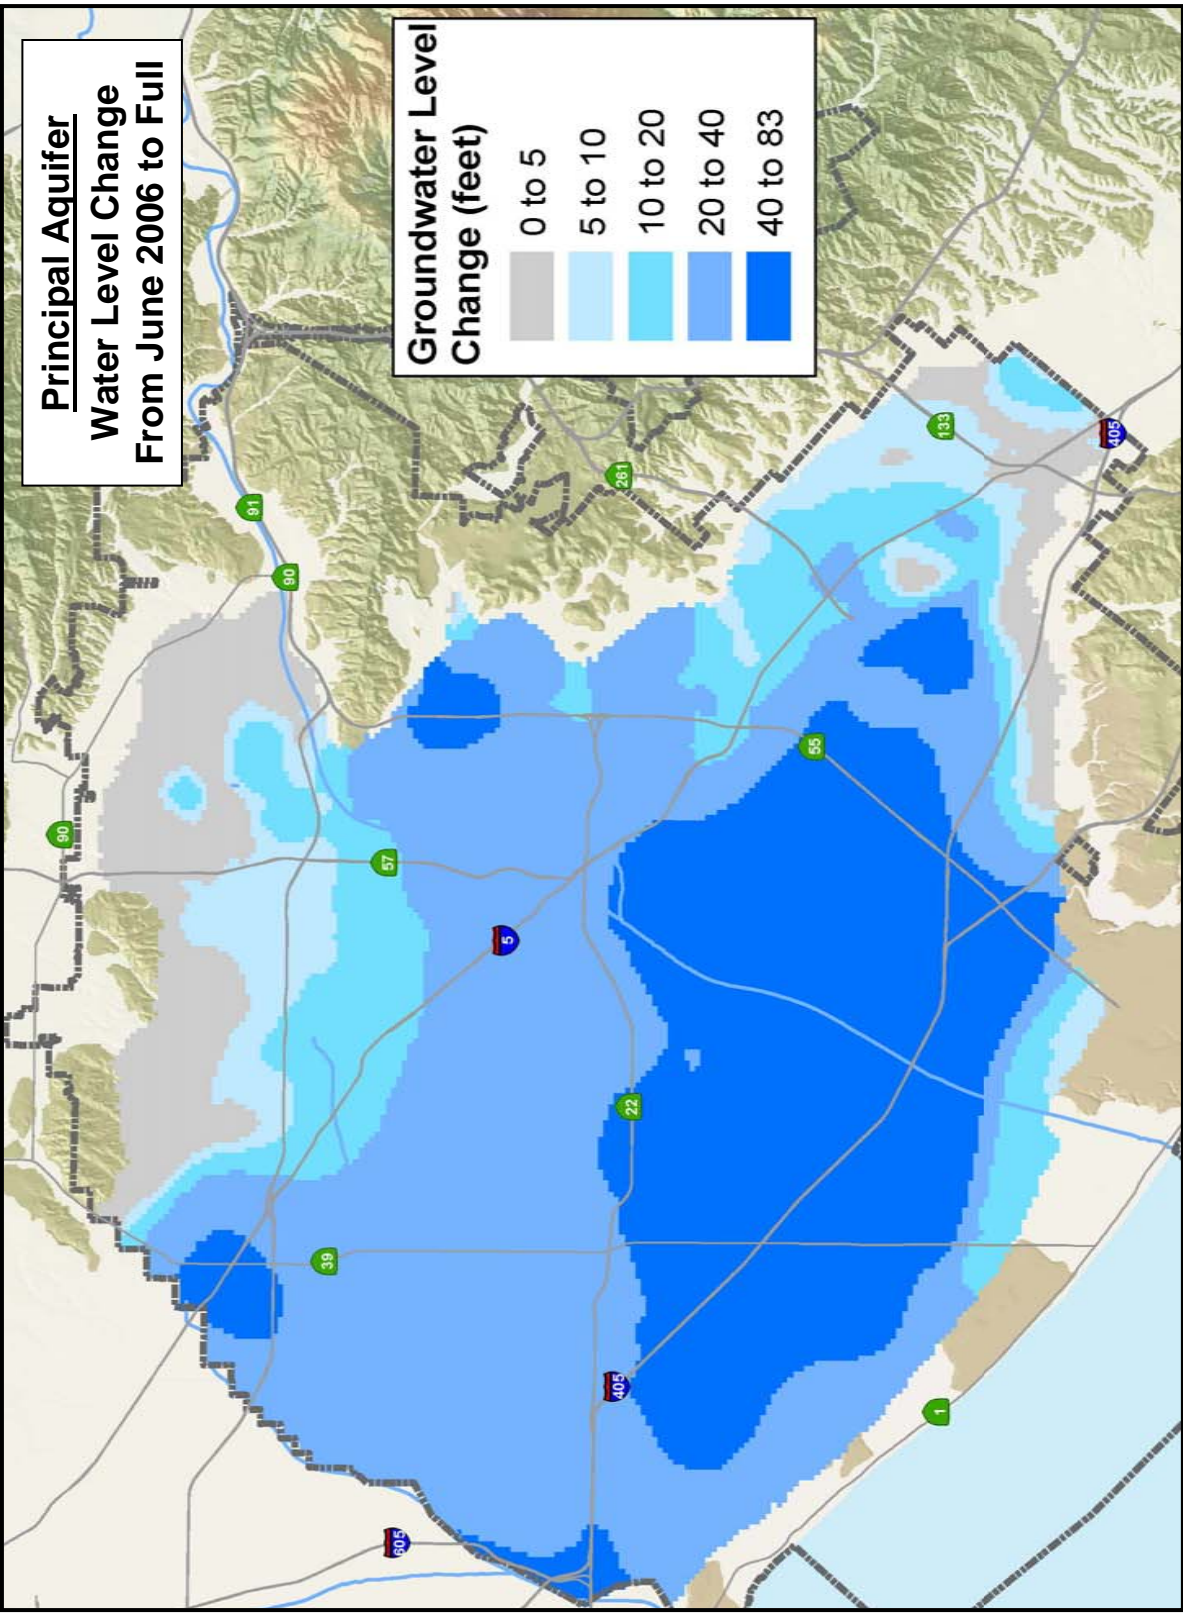 Principal Aquifer
Water Level Change
From June 2006 to Full
Groundwater Level
Change (feet)
0 to 5
5 to 10
10 to 20
20 to 40
40 to 83
90
91
90
57
5
39
605
22
405
55
261
133
405
1